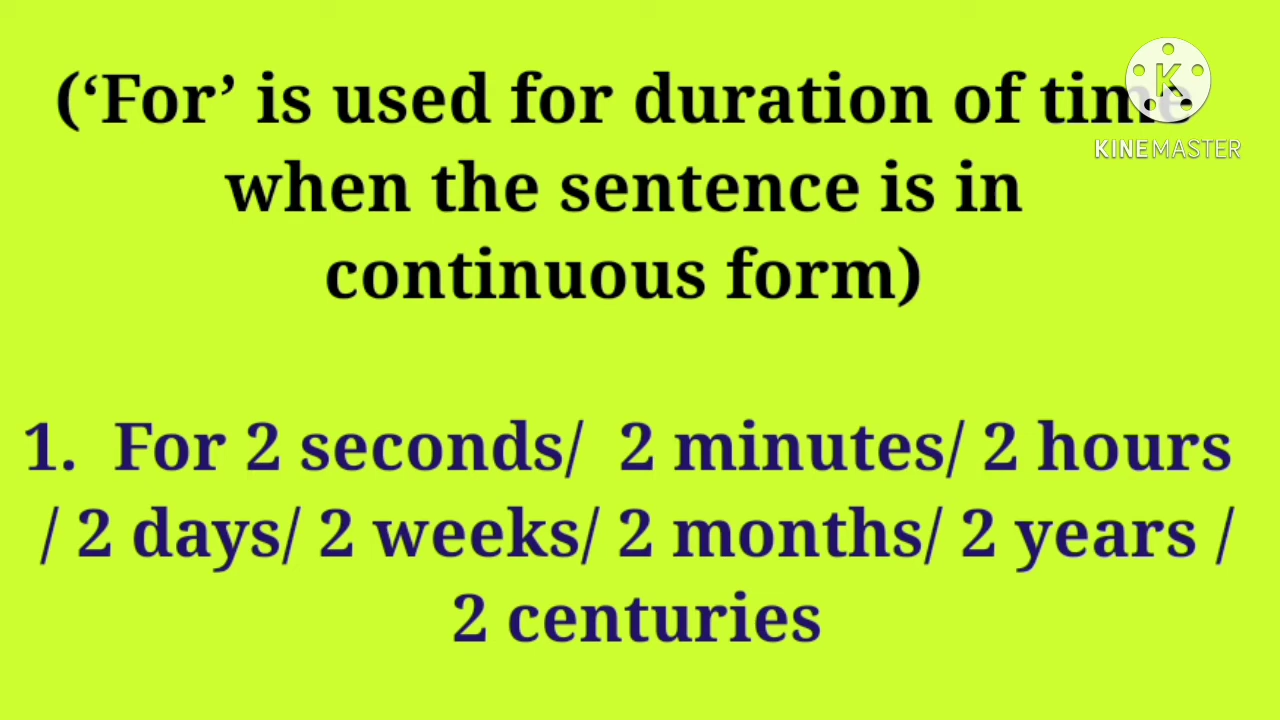 (‘For’ is used for duration of time
K
KINEMASTER
when the sentence is in
continuous form)
1. For 2 seconds/ 2 minutes/ 2 hours
/ 2 days/ 2 weeks/ 2 months/ 2 years /
2 centuries